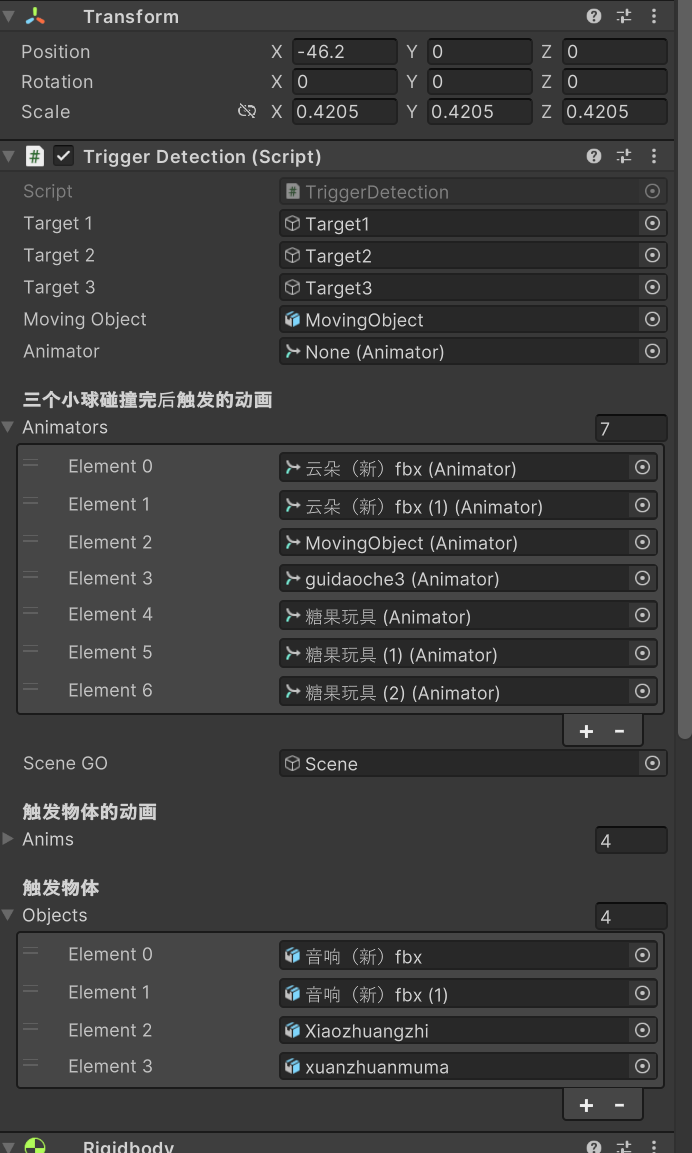 Transform
Position X -46.2 Y 0 Z 0
Rotation X 0 Y 0 Z 0
Scale X 0.4205 Y 0.4205 Z 0.4205
# Trigger Detection (Script)
Script # TriggerDetection
Target 1 Target1
Target 2 Target2
Target 3 Target3
Moving Object MovingObject
Animator None (Animator)
三个小球碰撞完后触发的动画
Animators 7
Element 0 云朵（新）fbx (Animator)
Element 1 云朵（新）fbx (1) (Animator)
Element 2 MovingObject (Animator)
Element 3 guidaoche3 (Animator)
Element 4 糖果玩具 (Animator)
Element 5 糖果玩具 (1) (Animator)
Element 6 糖果玩具 (2) (Animator)
+ -
Scene GO Scene
触发物体的动画
Anims 4
触发物体
Objects 4
Element 0 音响（新）fbx
Element 1 音响（新）fbx (1)
Element 2 Xiaozhuangzhi
Element 3 xuanzhuanmuma
+ -
Rigidbody